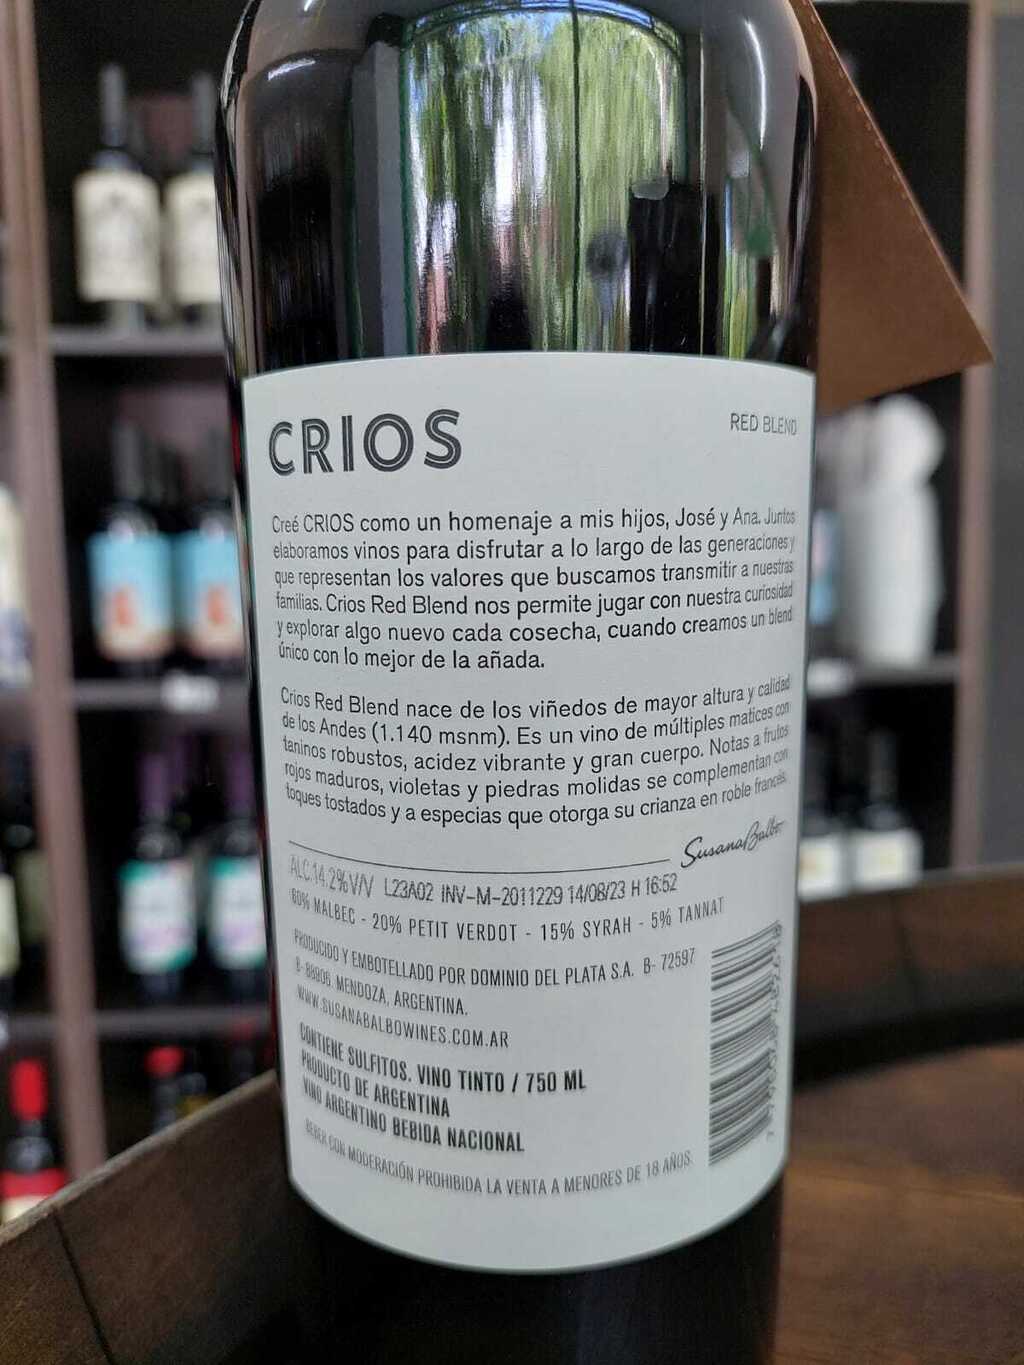 CRIOS
RED BLEND
Creé CRIOS como un homenaje a mis hijos, José y Ana. Juntos
elaboramos vinos para disfrutar a lo largo de las generaciones y
que representan los valores que buscamos transmitir a nuestras
familias. Crios Red Blend nos permite jugar con nuestra curiosidad
y explorar algo nuevo cada cosecha, cuando creamos un blend
único con lo mejor de la añada.
Crios Red Blend nace de los viñedos de mayor altura y calidad
de los Andes (1.140 msnm). Es un vino de múltiples matices con
taninos robustos, acidez vibrante y gran cuerpo. Notas a frutos
rojos maduros, violetas y piedras molidas se complementan con
toques tostados y a especias que otorga su crianza en roble francés.
Susana Balbo
ALC.14.2%V/V L23A02 INV-M-2011229 14/08/23 H 16:52
60% MALBEC - 20% PETIT VERDOT - 15% SYRAH - 5% TANNAT
PRODUCIDO Y EMBOTELLADO POR DOMINIO DEL PLATA S.A. B- 72597
B-88906. MENDOZA, ARGENTINA.
WWW.SUSANABALBOWINES.COM.AR
CONTIENE SULFITOS. VINO TINTO / 750 ML
PRODUCTO DE ARGENTINA
VINO ARGENTINO BEBIDA NACIONAL
BEBER CON MODERACIÓN PROHIBIDA LA VENTA A MENORES DE 18 AÑOS.